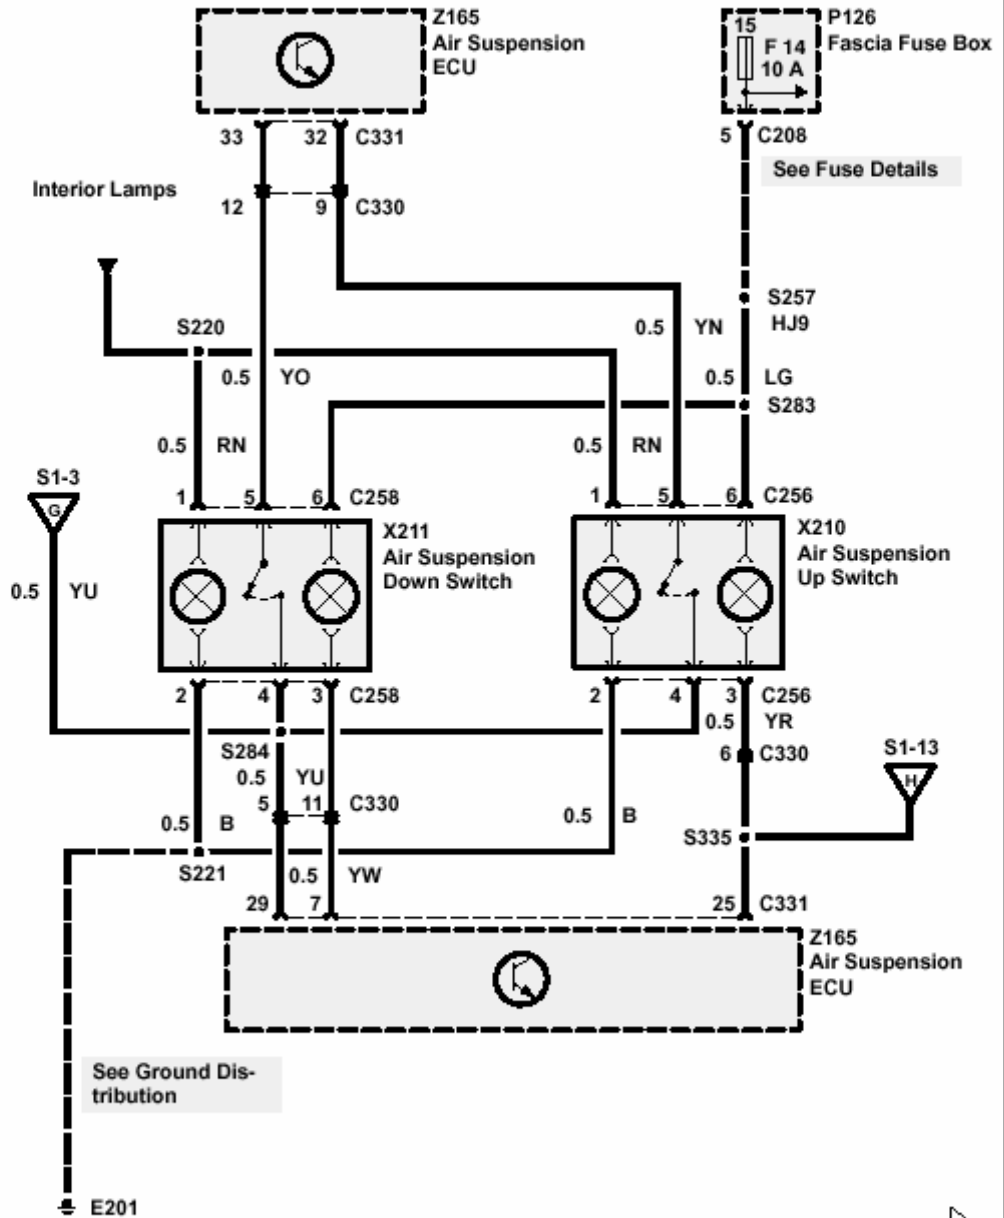 Z165
Air Suspension
ECU
P126
Fascia Fuse Box
15
F 14
10 A
33
32
C331
5
C208
See Fuse Details
Interior Lamps
12
9
C330
S257
HJ9
S220
0.5
YN
0.5
YO
0.5
LG
S283
0.5
RN
0.5
RN
S1-3
G
1
5
6
C258
1
5
6
C256
X211
Air Suspension
Down Switch
X210
Air Suspension
Up Switch
0.5
YU
2
4
3
C258
2
4
3
C256
0.5
YR
S284
6
C330
S1-13
H
0.5
YU
5
11
C330
0.5
B
0.5
B
S335
S221
0.5
YW
29
7
25
C331
Z165
Air Suspension
ECU
See Ground Dis-
tribution
E201